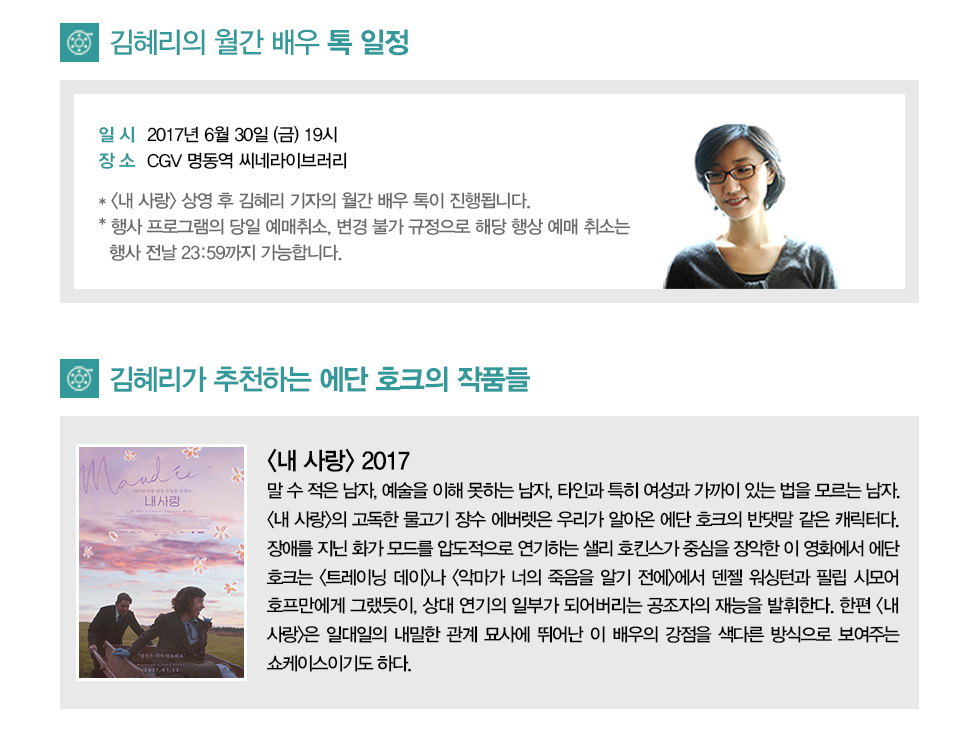 김혜리의 월간 배우 톡 일정
일 시 2017년 6월 30일 (금) 19시
장 소 CGV 명동역 씨네라이브러리
* <내 사랑> 상영 후 김혜리 기자의 월간 배우 톡이 진행됩니다.
* 행사 프로그램의 당일 예매취소, 변경 불가 규정으로 해당 행상 예매 취소는
행사 전날 23:59까지 가능합니다.
김혜리가 추천하는 에단 호크의 작품들
Maudie
내 사랑
2017.07.12
<내 사랑> 2017
말 수 적은 남자, 예술을 이해 못하는 남자, 타인과 특히 여성과 가까이 있는 법을 모르는 남자.
<내 사랑>의 고독한 물고기 장수 에버렛은 우리가 알아온 에단 호크의 반댓말 같은 캐릭터다.
장애를 지닌 화가 모드를 압도적으로 연기하는 샐리 호킨스가 중심을 장악한 이 영화에서 에단
호크는 <트레이닝 데이>나 <악마가 너의 죽음을 알기 전에>에서 덴젤 워싱턴과 필립 시모어
호프만에게 그랬듯이, 상대 연기의 일부가 되어버리는 공조자의 재능을 발휘한다. 한편 <내
사랑>은 일대일의 내밀한 관계 묘사에 뛰어난 이 배우의 강점을 색다른 방식으로 보여주는
쇼케이스이기도 하다.